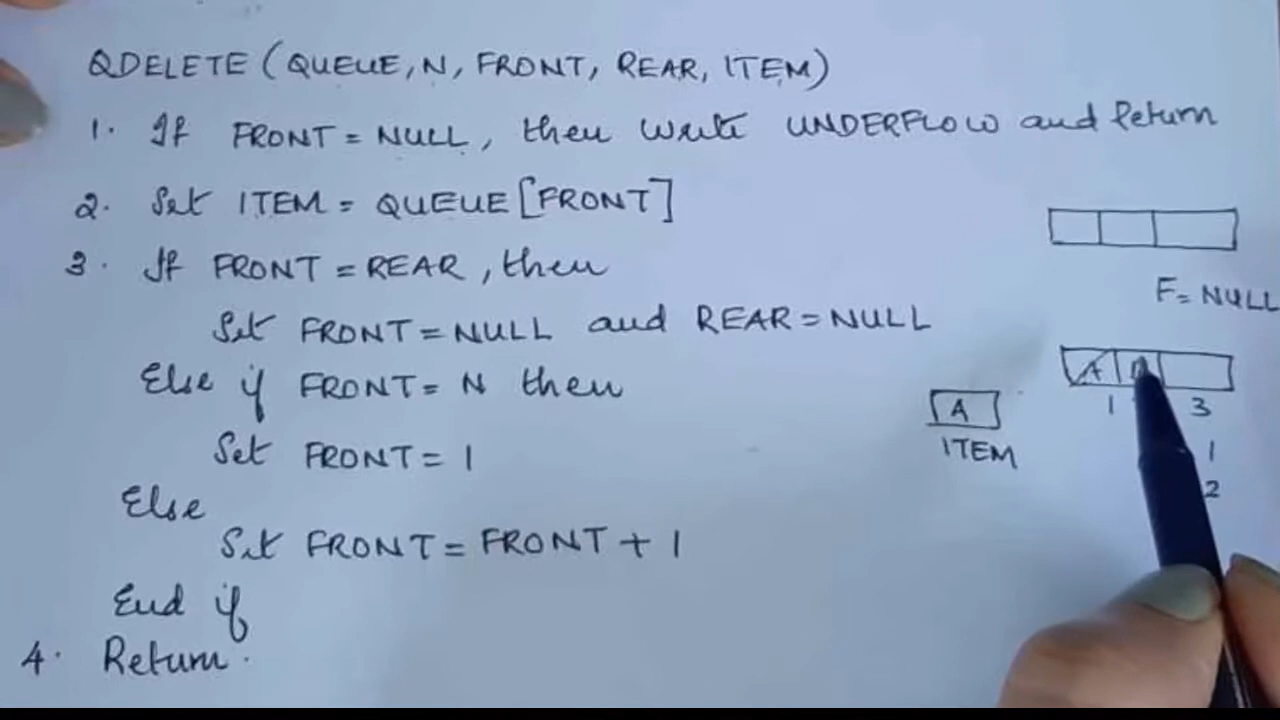 QDELETE (QUEUE, N, FRONT, REAR, ITEM)
1. If FRONT = NULL, then write UNDERFLOW and Return
2. Set ITEM = QUEUE [FRONT]
3. If FRONT = REAR, then
Set FRONT = NULL and REAR = NULL
Else if FRONT = N then
Set FRONT = 1
Else
Set FRONT = FRONT + 1
End if
4. Return.
F = NULL
A
1 3
1
2
A
ITEM